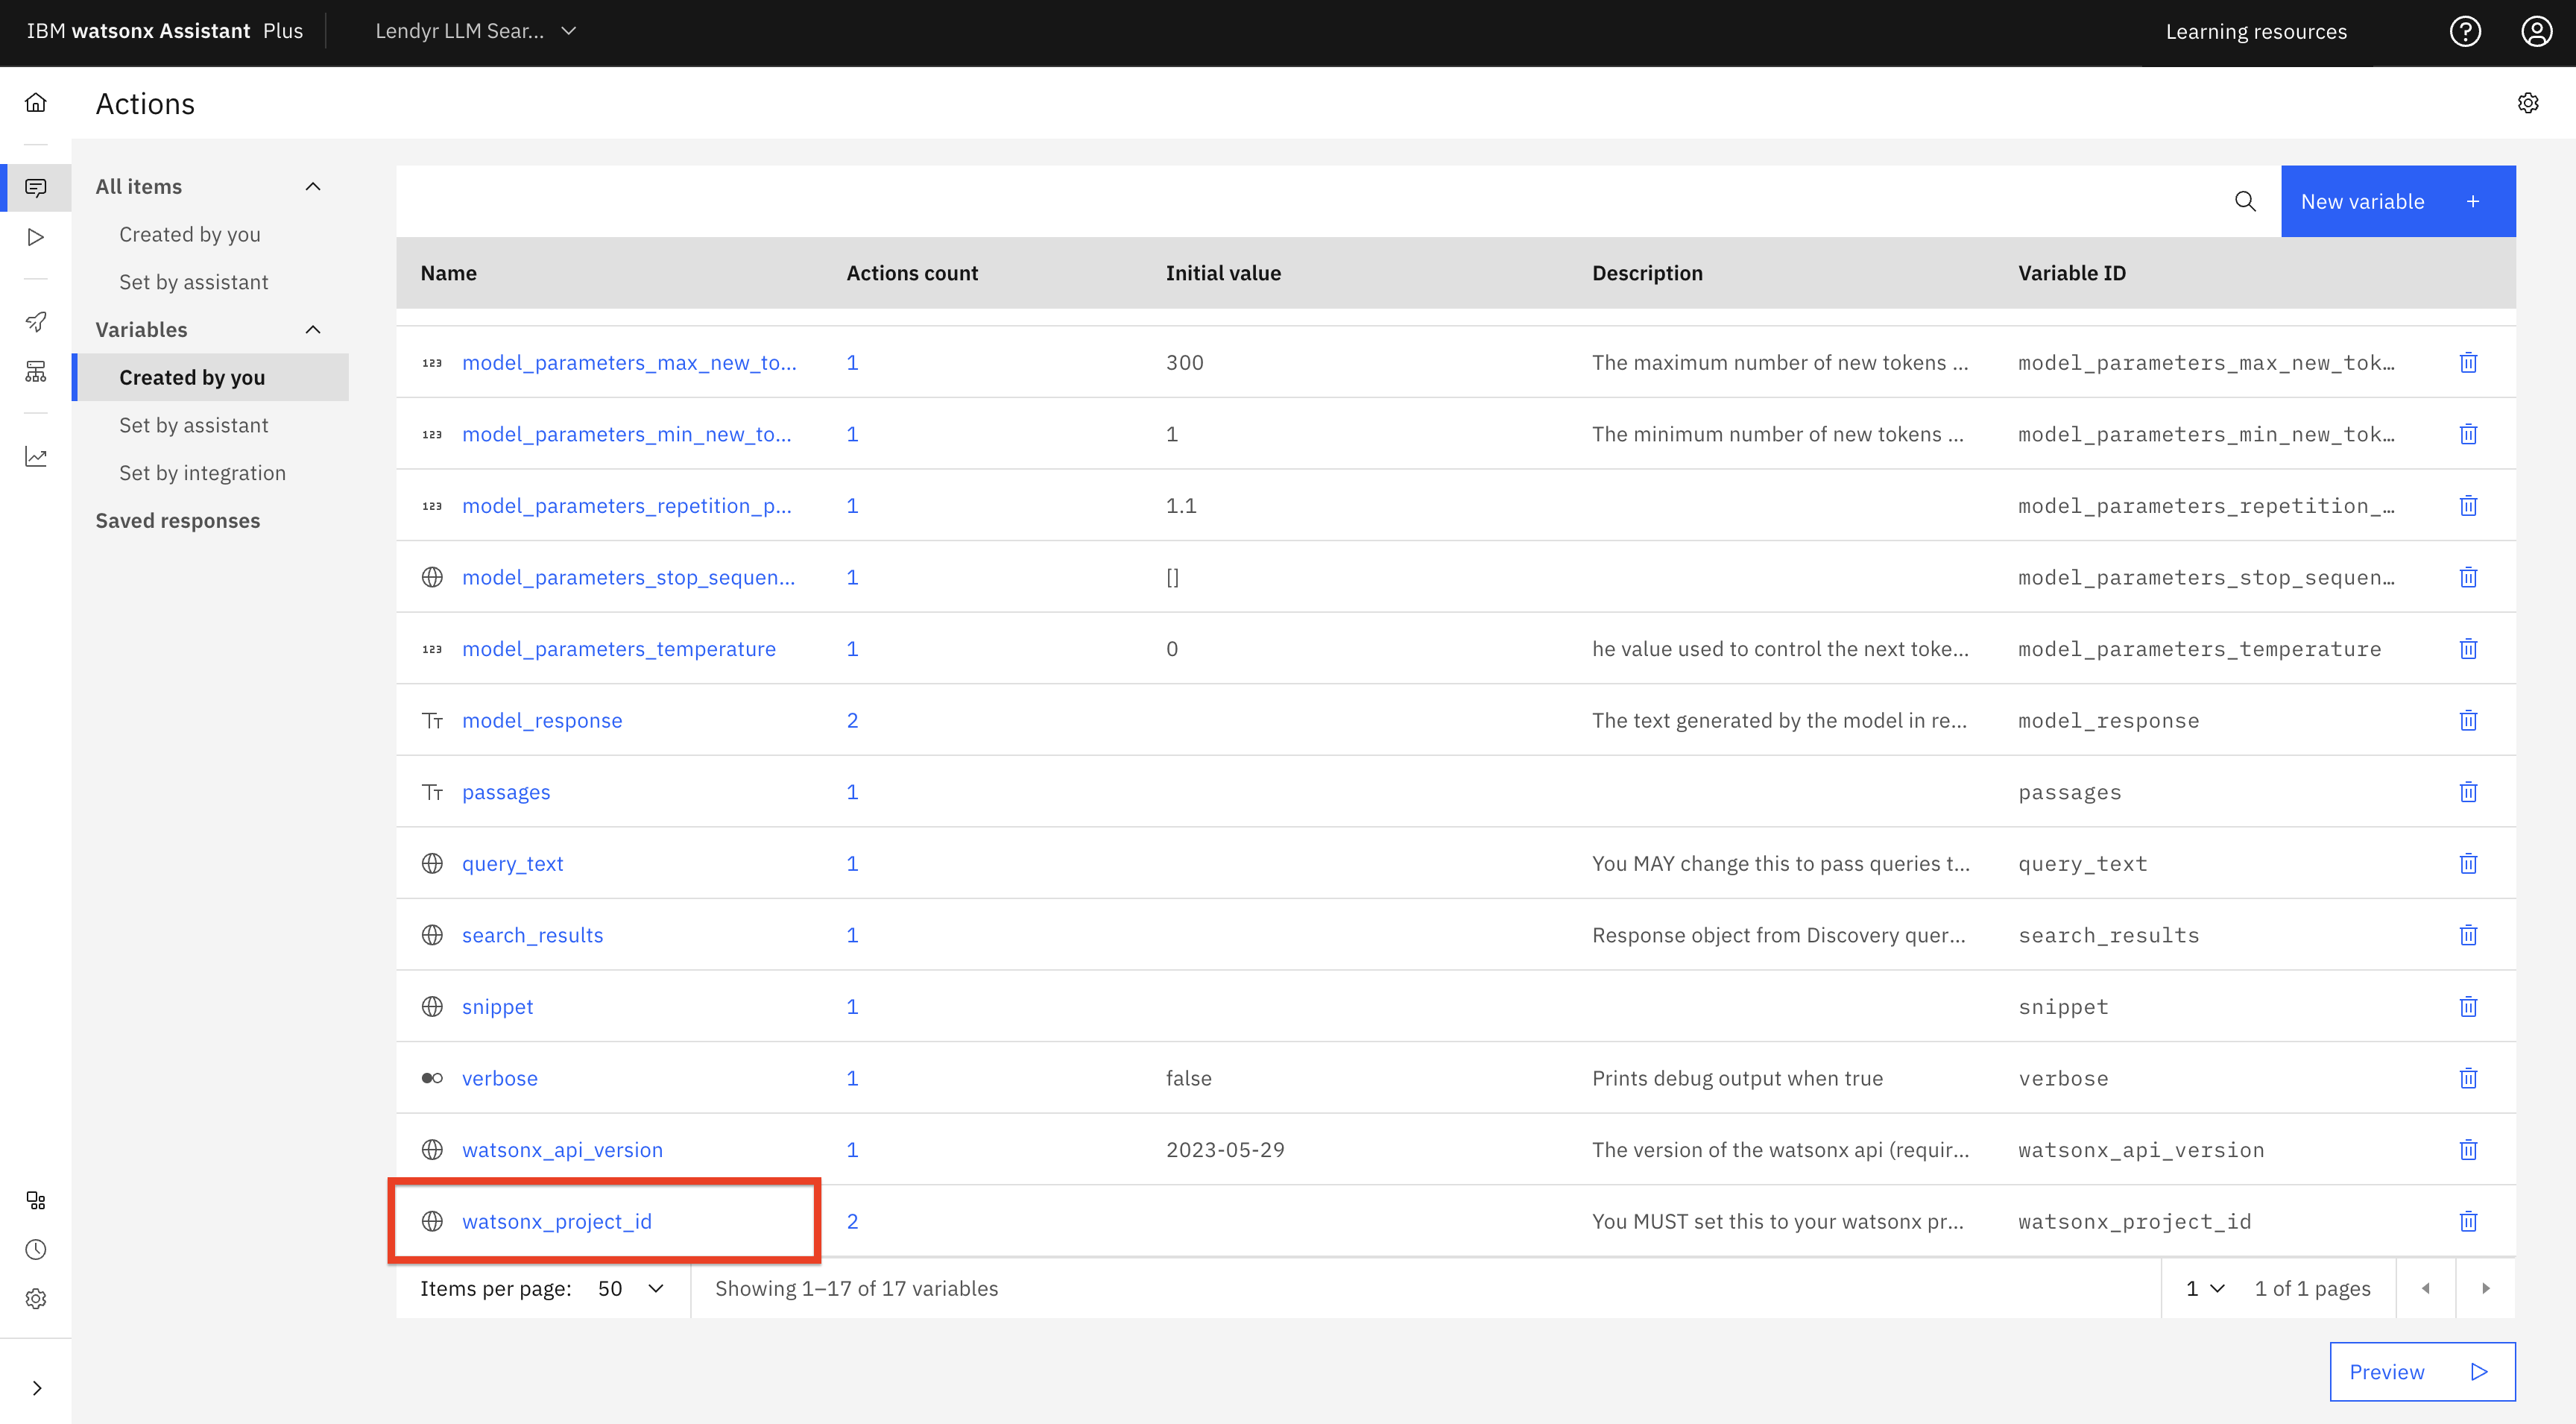 IBM watsonx Assistant Plus
Lendyr LLM Sear...
Learning resources
Actions
All items
Created by you
Set by assistant
Variables
Created by you
Set by assistant
Set by integration
Saved responses
New variable +
Name Actions count Initial value Description Variable ID
123 model_parameters_max_new_to... 1 300 The maximum number of new tokens ... model_parameters_max_new_tok...
123 model_parameters_min_new_to... 1 1 The minimum number of new tokens ... model_parameters_min_new_tok...
123 model_parameters_repetition_p... 1 1.1 model_parameters_repetition_...
model_parameters_stop_sequen... 1 [] model_parameters_stop_sequen...
123 model_parameters_temperature 1 0 he value used to control the next toke... model_parameters_temperature
model_response 2 The text generated by the model in re... model_response
passages 1 passages
query_text 1 You MAY change this to pass queries t... query_text
search_results 1 Response object from Discovery quer... search_results
snippet 1 snippet
verbose 1 false Prints debug output when true verbose
watsonx_api_version 1 2023-05-29 The version of the watsonx api (requir... watsonx_api_version
watsonx_project_id 2 You MUST set this to your watsonx pr... watsonx_project_id
Items per page: 50 Showing 1–17 of 17 variables 1 1 of 1 pages
Preview